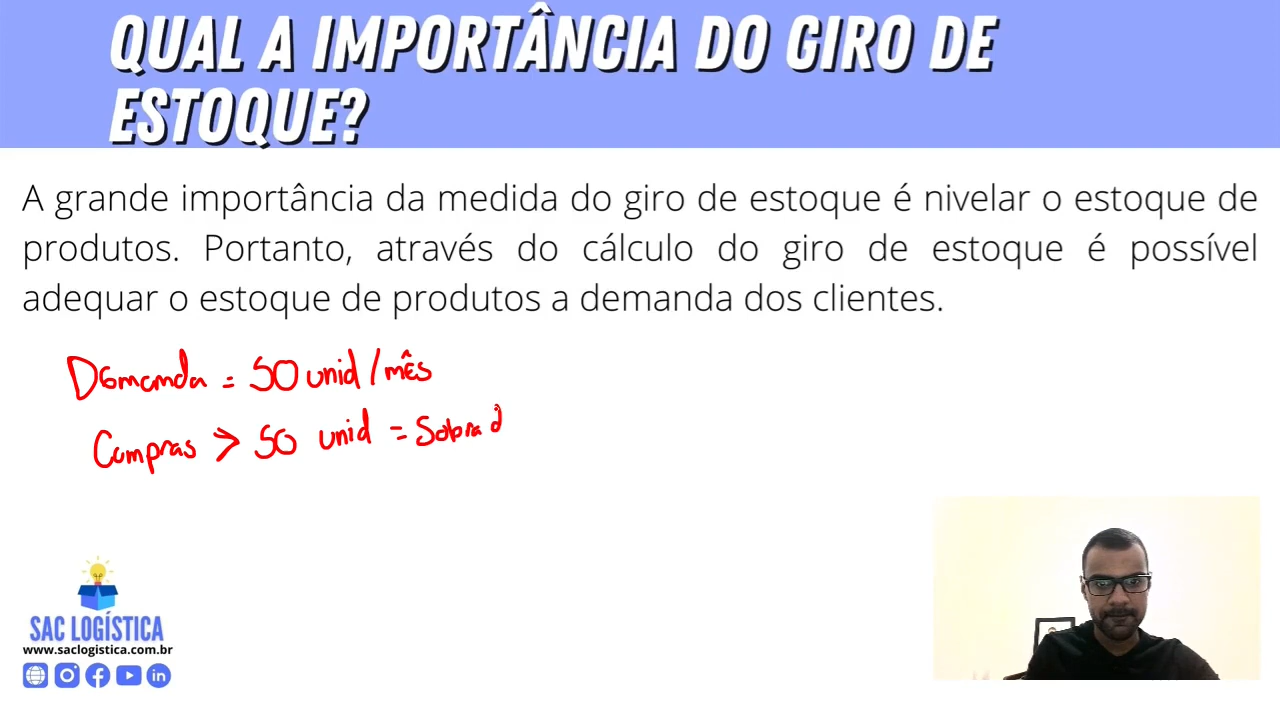 QUAL A IMPORTÂNCIA DO GIRO DE
ESTOQUE?
A grande importância da medida do giro de estoque é nivelar o estoque de
produtos. Portanto, através do cálculo do giro de estoque é possível
adequar o estoque de produtos a demanda dos clientes.
Demanda = 50 unid/mês
Compras > 50 unid = Sobra d
SAC LOGÍSTICA
www.saclogistica.com.br